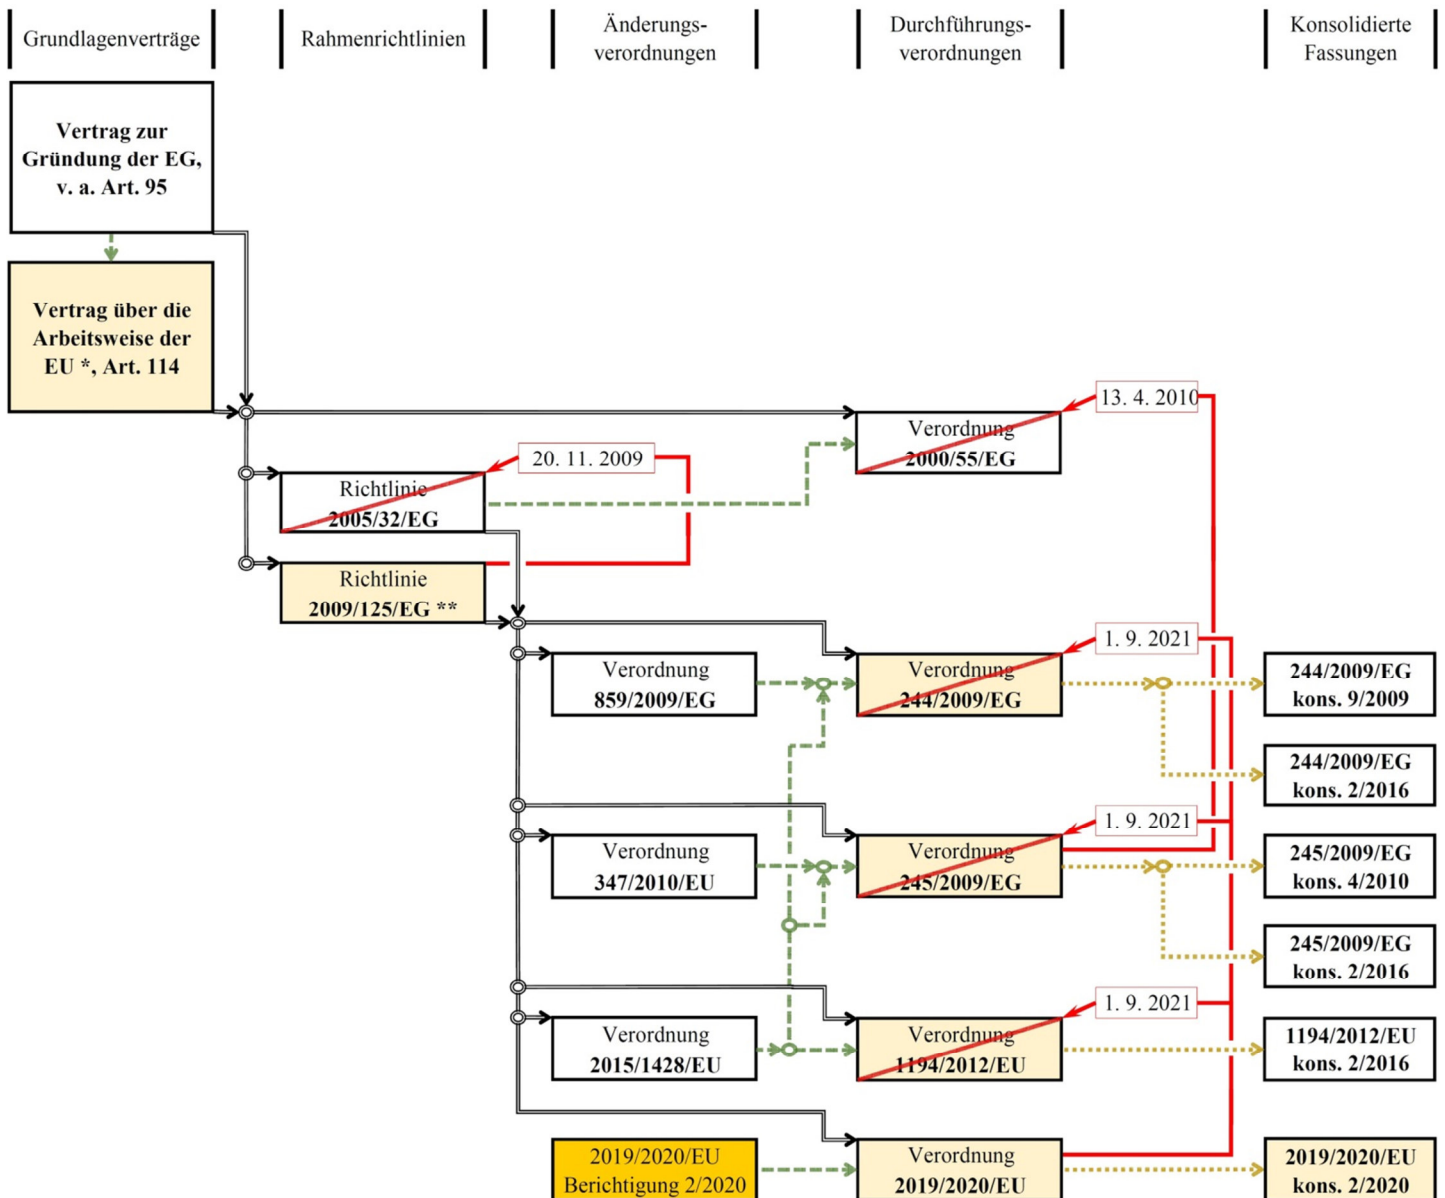 Grundlagenverträge
Rahmenrichtlinien
Änderungs-
verordnungen
Durchführungs-
verordnungen
Konsolidierte
Fassungen
Vertrag zur
Gründung der EG,
v. a. Art. 95
Vertrag über die
Arbeitsweise der
EU *, Art. 114
13. 4. 2010
Verordnung
2000/55/EG
20. 11. 2009
Richtlinie
2005/32/EG
Richtlinie
2009/125/EG **
1. 9. 2021
Verordnung
859/2009/EG
Verordnung
244/2009/EG
244/2009/EG
kons. 9/2009
244/2009/EG
kons. 2/2016
1. 9. 2021
Verordnung
347/2010/EU
Verordnung
245/2009/EG
245/2009/EG
kons. 4/2010
245/2009/EG
kons. 2/2016
1. 9. 2021
Verordnung
2015/1428/EU
Verordnung
1194/2012/EU
1194/2012/EU
kons. 2/2016
2019/2020/EU
Berichtigung 2/2020
Verordnung
2019/2020/EU
2019/2020/EU
kons. 2/2020